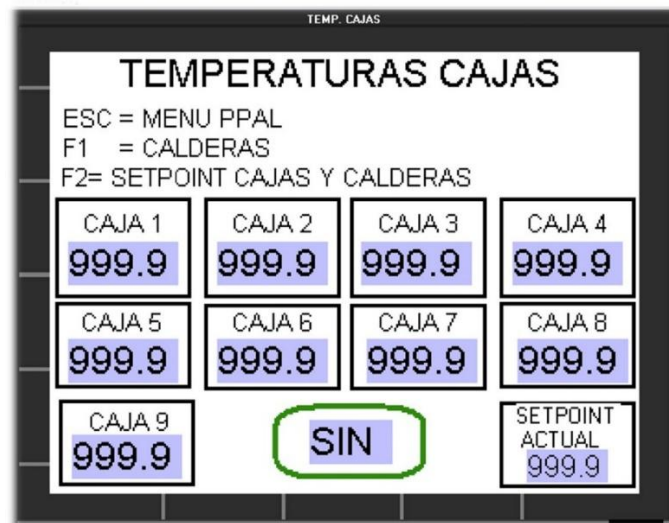 TEMP. CAJAS
TEMPERATURAS CAJAS
ESC = MENU PPAL
F1 = CALDERAS
F2= SETPOINT CAJAS Y CALDERAS
CAJA 1
999.9
CAJA 2
999.9
CAJA 3
999.9
CAJA 4
999.9
CAJA 5
999.9
CAJA 6
999.9
CAJA 7
999.9
CAJA 8
999.9
CAJA 9
999.9
SIN
SETPOINT
ACTUAL
999.9